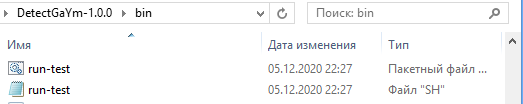 DetectGaYm-1.0.0 › bin
Поиск: bin
Имя Дата изменения Тип
run-test 05.12.2020 22:27 Пакетный файл ...
run-test 05.12.2020 22:27 Файл "SH"